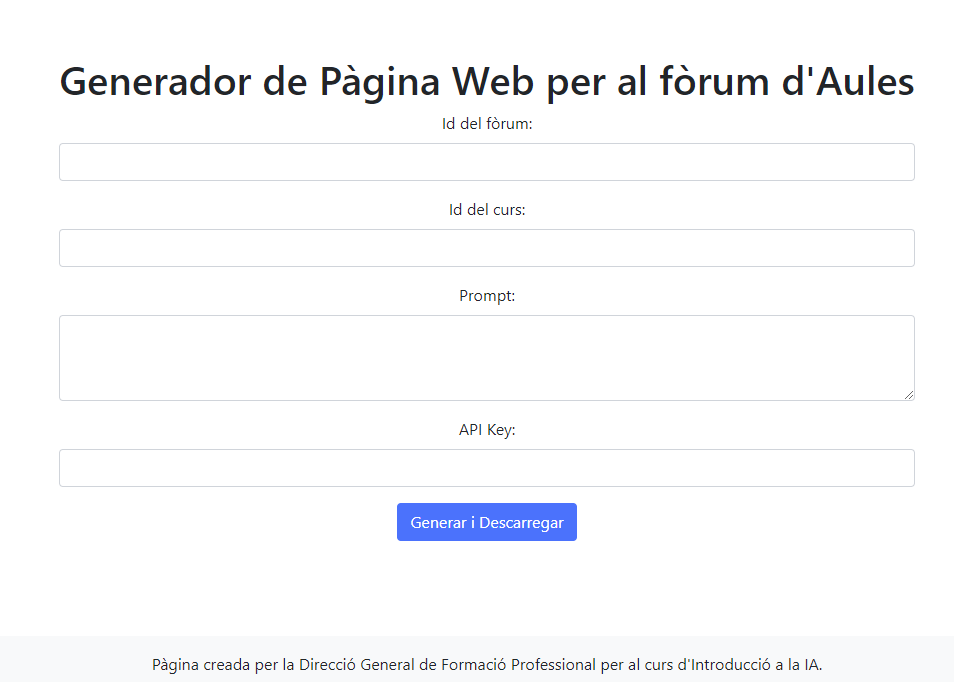 Generador de Pàgina Web per al fòrum d'Aules
Id del fòrum:
Id del curs:
Prompt:
API Key:
Generar i Descarregar
Pàgina creada per la Direcció General de Formació Professional per al curs d'Introducció a la IA.